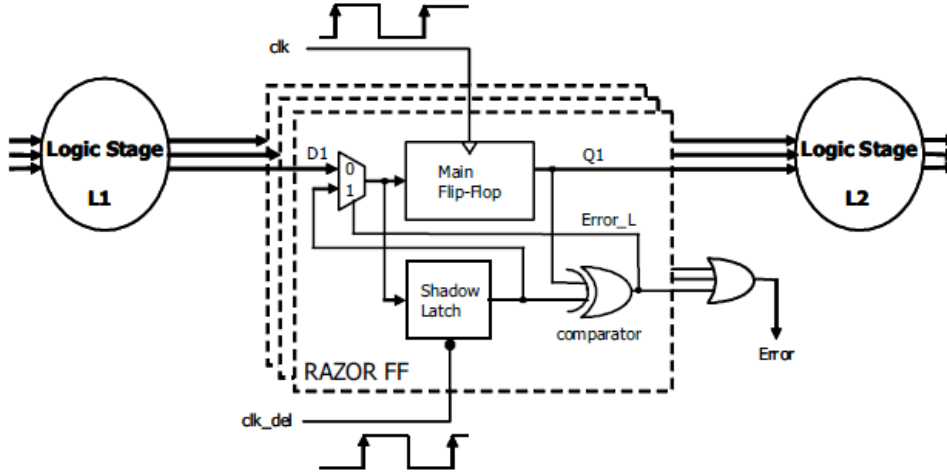 clk
Logic Stage
L1
D1
0
1
Main
Flip-Flop
Q1
Logic Stage
L2
Error_L
Shadow
Latch
comparator
Error
RAZOR FF
clk_del